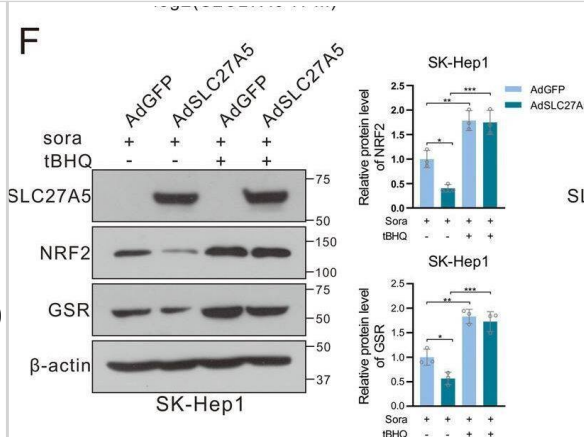 F
AdGFP AdSLC27A5 AdGFP AdSLC27A5
sora + + + +
tBHQ - - + +
SLC27A5 75 50
NRF2 150 100
GSR 75 50
β-actin 50 37
SK-Hep1
SK-Hep1
AdGFP
AdSLC27A
Relative protein level of NRF2
2.5
2.0
1.5
1.0
0.5
0.0
* ** ***
Sora + + + +
tBHQ - - + +
SL
SK-Hep1
Relative protein level of GSR
2.5
2.0
1.5
1.0
0.5
0.0
* ** ***
Sora + + + +
tBHQ - - + +